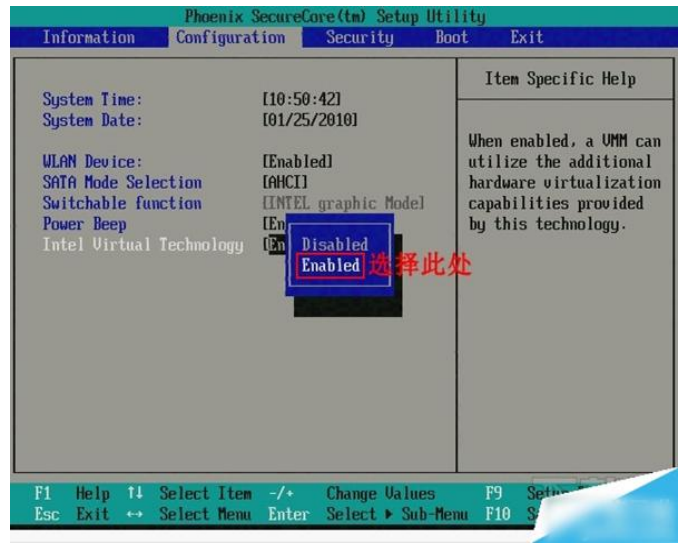 Phoenix SecureCore(tm) Setup Utility
Information Configuration Security Boot Exit
Item Specific Help
System Time: [10:50:42]
System Date: [01/25/2010]
When enabled, a VMM can
utilize the additional
hardware virtualization
capabilities provided
by this technology.
WLAN Device: [Enabled]
SATA Mode Selection [AHCI]
Switchable function [INTEL graphic Mode]
Power Beep [En
Intel Virtual Technology [En
Disabled
Enabled 选择此处
F1 Help ↑↓ Select Item -/+ Change Values F9
Esc Exit ↔ Select Menu Enter Select ▶ Sub-Menu F10